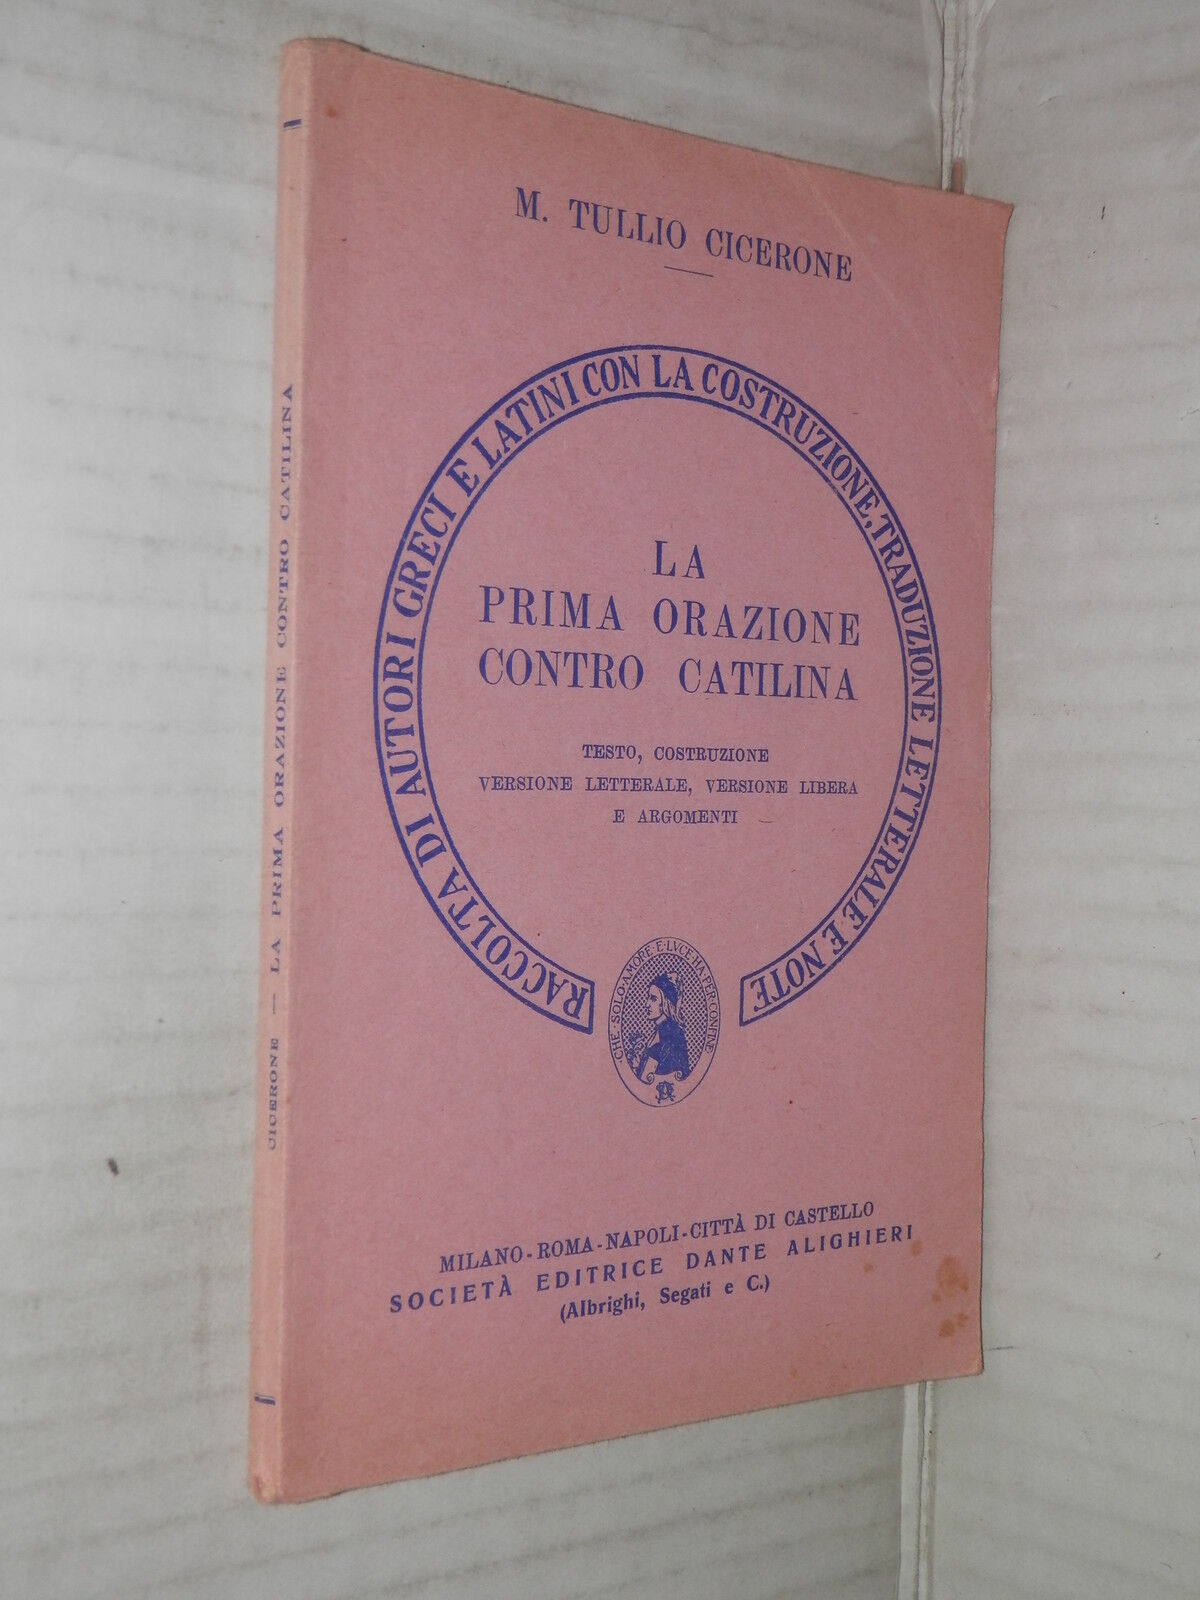 M. TULLIO CICERONE
RACCOLTA DI AUTORI GRECI E LATINI CON LA COSTRUZIONE, TRADUZIONE LETTERALE E NOTE
LA
PRIMA ORAZIONE
CONTRO CATILINA
TESTO, COSTRUZIONE
VERSIONE LETTERALE, VERSIONE LIBERA
E ARGOMENTI
·CHE·SOLO·AMORE·E·LVCE·HA·PER·CONFINE·
MILANO-ROMA-NAPOLI-CITTÀ DI CASTELLO
SOCIETÀ EDITRICE DANTE ALIGHIERI
(Albrighi, Segati e C.)
CICERONE — LA PRIMA ORAZIONE CONTRO CATILINA